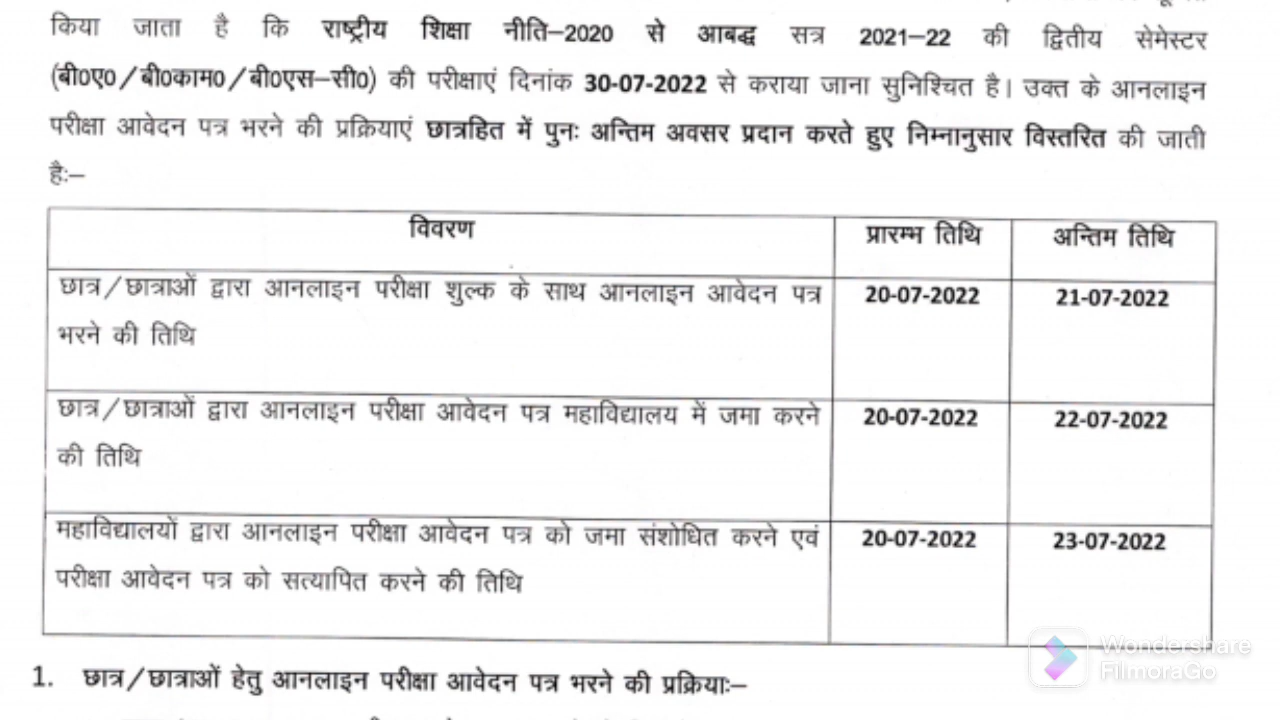 किया जाता है कि राष्ट्रीय शिक्षा नीति–2020 से आबद्ध सत्र 2021–22 की द्वितीय सेमेस्टर
(बी0ए0/बी0काम0/बी0एस–सी0) की परीक्षाएं दिनांक 30-07-2022 से कराया जाना सुनिश्चित है। उक्त के आनलाइन
परीक्षा आवेदन पत्र भरने की प्रक्रियाएं छात्रहित में पुनः अन्तिम अवसर प्रदान करते हुए निम्नानुसार विस्तरित की जाती
है:–
विवरण प्रारम्भ तिथि अन्तिम तिथि
छात्र/छात्राओं द्वारा आनलाइन परीक्षा शुल्क के साथ आनलाइन आवेदन पत्र 20-07-2022 21-07-2022
भरने की तिथि
छात्र/छात्राओं द्वारा आनलाइन परीक्षा आवेदन पत्र महाविद्यालय में जमा करने 20-07-2022 22-07-2022
की तिथि
महाविद्यालयों द्वारा आनलाइन परीक्षा आवेदन पत्र को जमा संशोधित करने एवं 20-07-2022 23-07-2022
परीक्षा आवेदन पत्र को सत्यापित करने की तिथि
Wondershare
FilmoraGo
1. छात्र/छात्राओं हेतु आनलाइन परीक्षा आवेदन पत्र भरने की प्रक्रियाः–